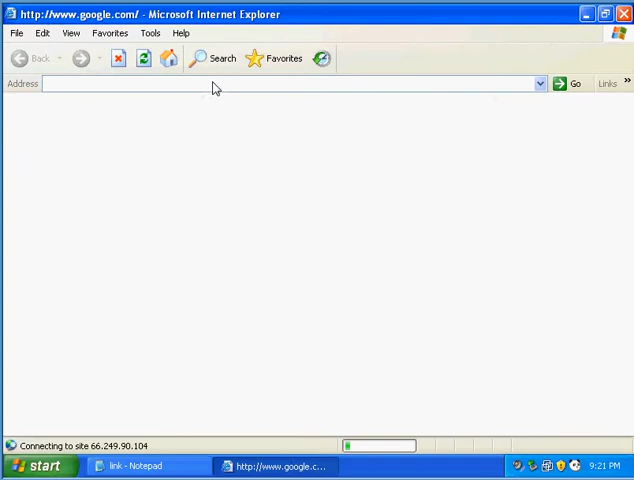 http://www.google.com/ - Microsoft Internet Explorer
File Edit View Favorites Tools Help
Back Search Favorites
Address Go Links »
Connecting to site 66.249.90.104
start link - Notepad http://www.google.c... 9:21 PM